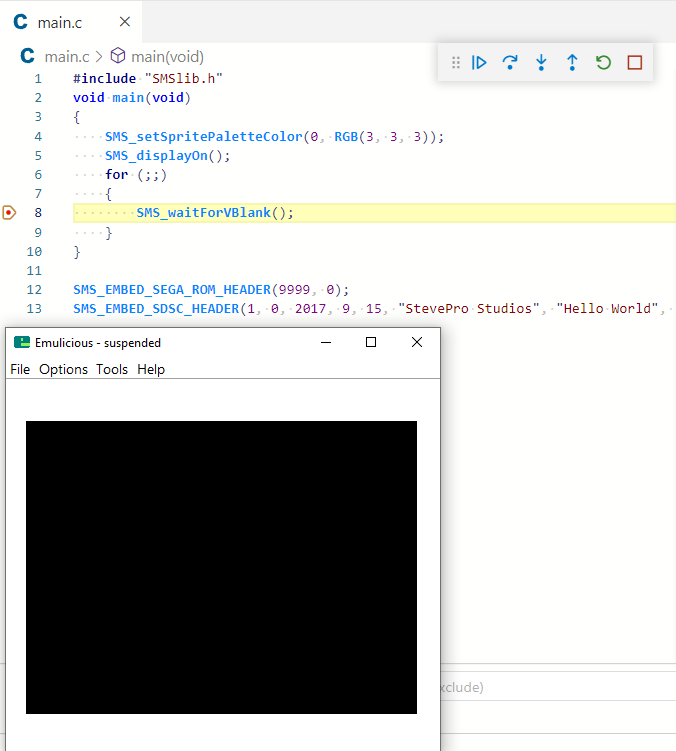 main.c
main.c > main(void)
1 #include "SMSlib.h"
2 void main(void)
3 {
4 SMS_setSpritePaletteColor(0, RGB(3, 3, 3));
5 SMS_displayOn();
6 for (;;)
7 {
8 SMS_waitForVBlank();
9 }
10 }
11
12 SMS_EMBED_SEGA_ROM_HEADER(9999, 0);
13 SMS_EMBED_SDSC_HEADER(1, 0, 2017, 9, 15, "StevePro Studios", "Hello World",
Emulicious - suspended
File Options Tools Help
xclude)